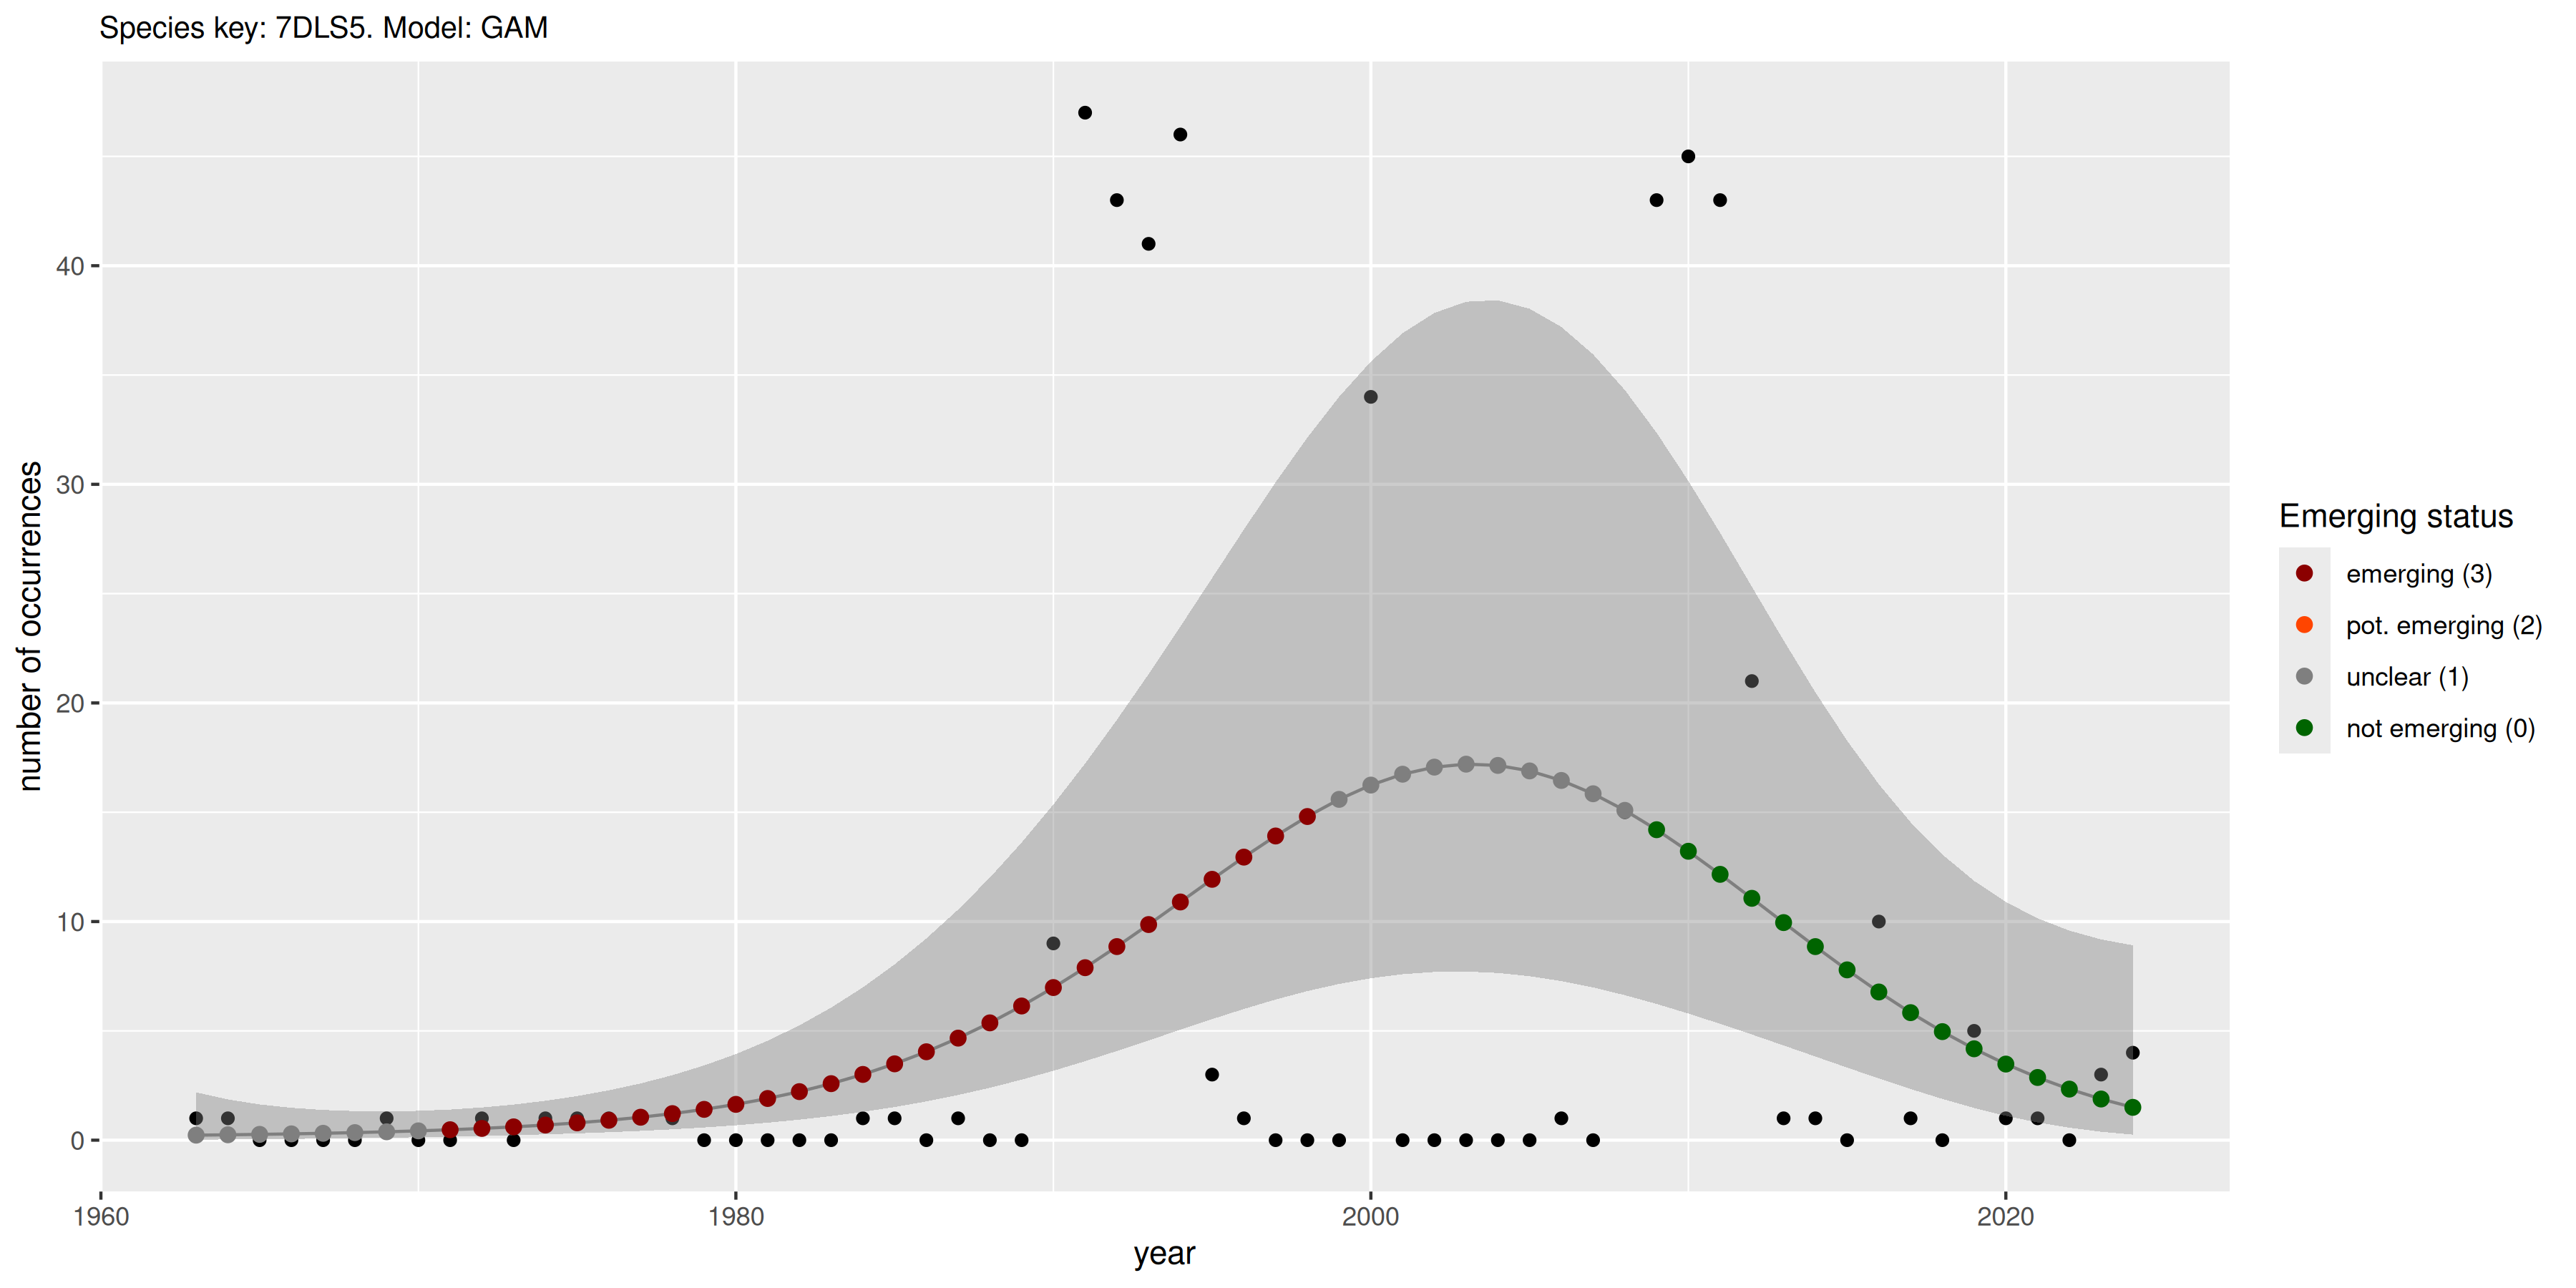 Species key: 7DLS5. Model: GAM
number of occurrences
40
30
20
10
0
1960
1980
2000
2020
year
Emerging status
emerging (3)
pot. emerging (2)
unclear (1)
not emerging (0)